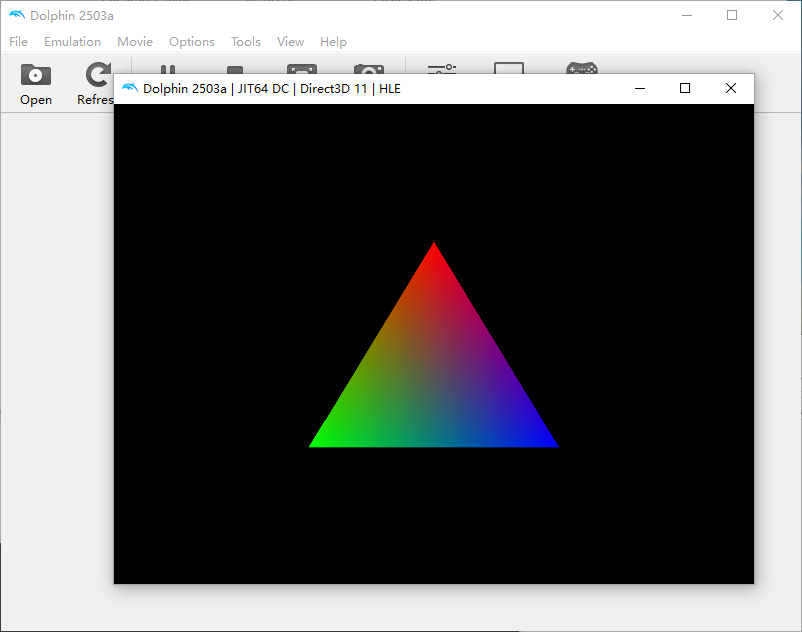 Dolphin 2503a
File Emulation Movie Options Tools View Help
Open Refres
Dolphin 2503a | JIT64 DC | Direct3D 11 | HLE